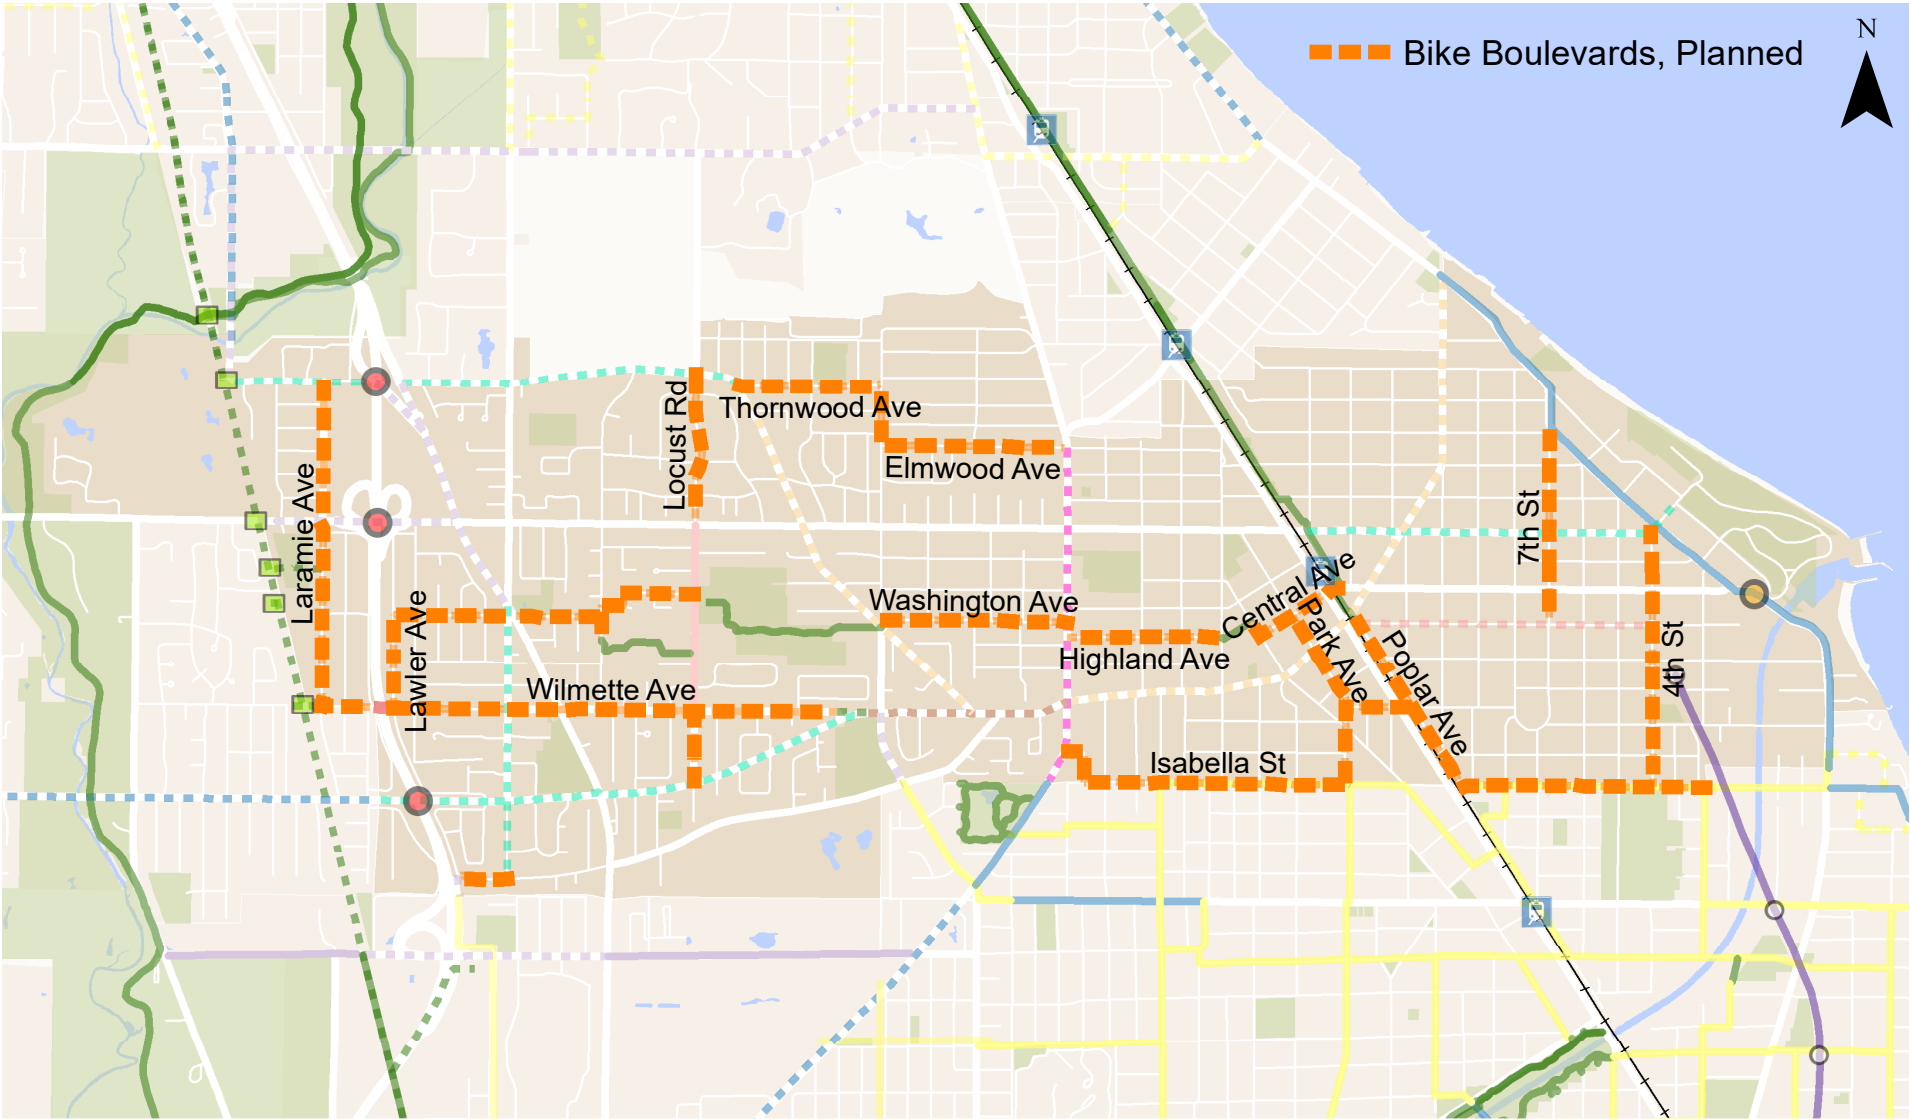 N
Bike Boulevards, Planned
Locust Rd
Thornwood Ave
Elmwood Ave
Laramie Ave
7th St
Central Ave
Washington Ave
Lawler Ave
Park Ave
Highland Ave
4th St
Poplar Ave
Wilmette Ave
Isabella St